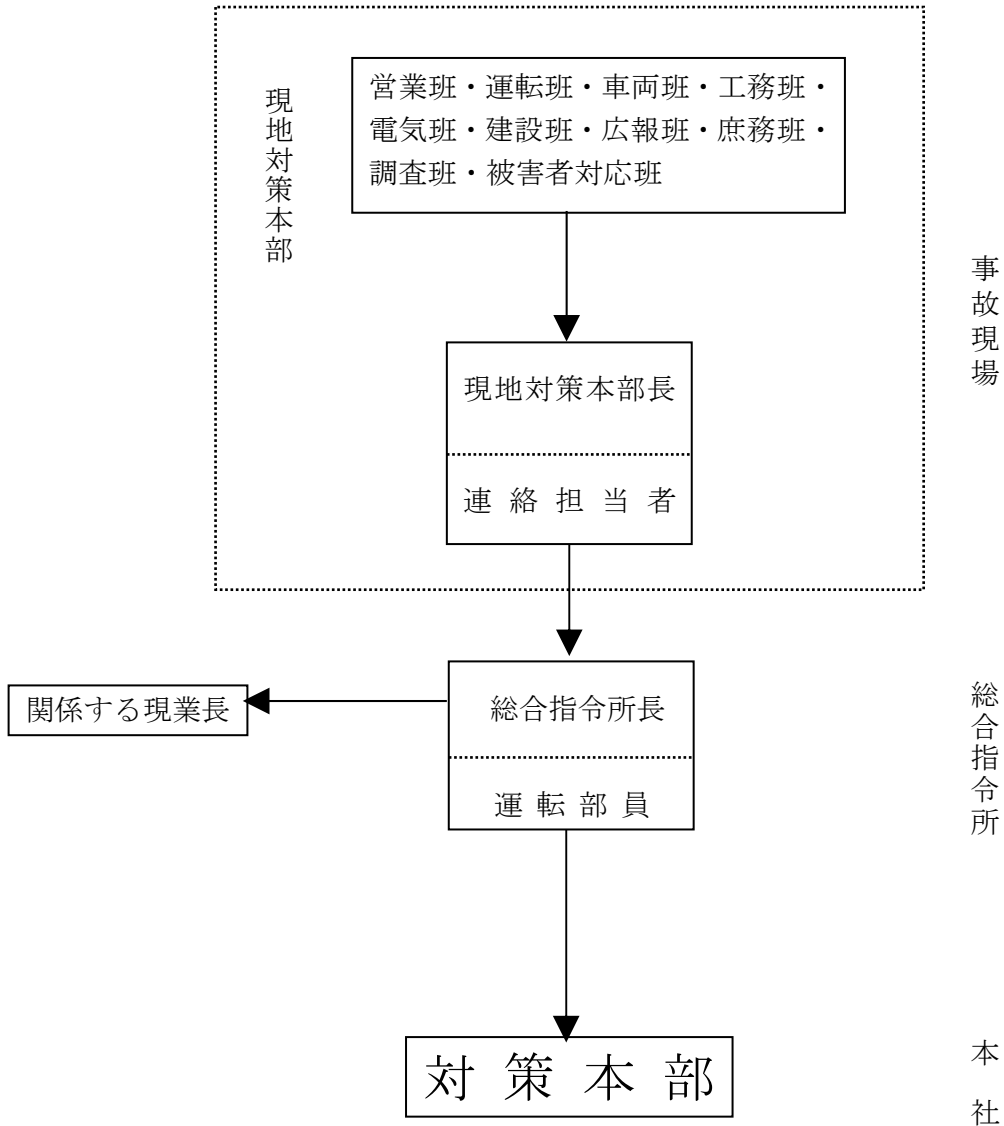 現地対策本部
営業班・運転班・車両班・工務班・
電気班・建設班・広報班・庶務班・
調査班・被害者対応班
事故現場
現地対策本部長
連絡担当者
関係する現業長
総合指令所長
運転部員
総合指令所
対策本部
本社